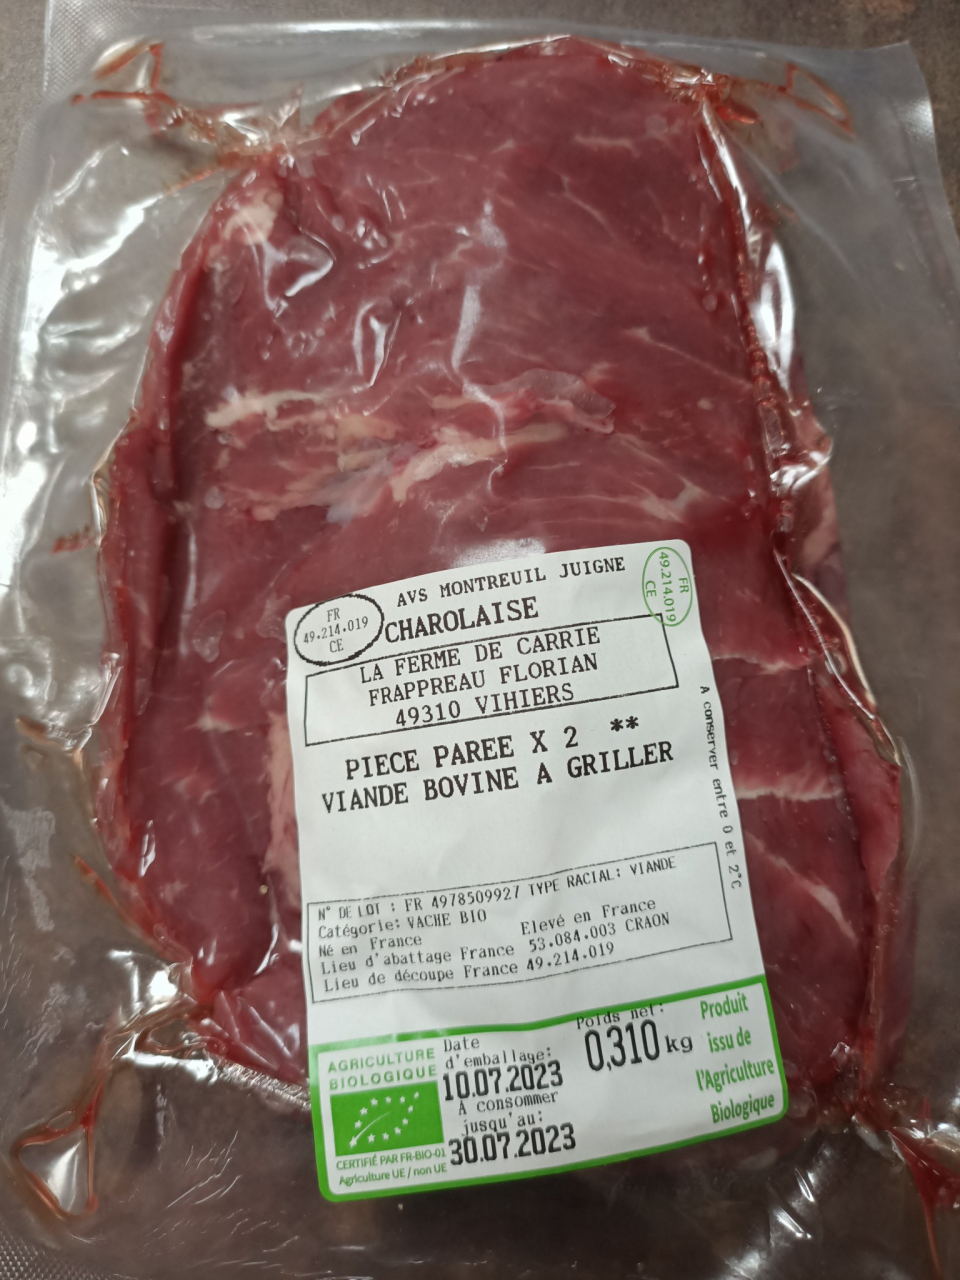 AVS MONTREUIL JUIGNE
FR
49.214.019
CE
CHAROLAISE
FR
49.214.019
CE
LA FERME DE CARRIE
FRAPPREAU FLORIAN
49310 VIHIERS
PIECE PAREE X 2 **
VIANDE BOVINE A GRILLER
A conserver entre 0 et 2°C
N° DE LOT : FR 4978509927 TYPE RACIAL: VIANDE
Catégorie: VACHE BIO
Né en France Elevé en France
Lieu d'abattage France 53.084.003 CRAON
Lieu de découpe France 49.214.019
AGRICULTURE
BIOLOGIQUE
CERTIFIÉ PAR FR-BIO-01
Agriculture UE / non UE
Date
d'emballage:
10.07.2023
A consommer
jusqu'au:
30.07.2023
Poids net:
0,310 kg
Produit
issu de
l'Agriculture
Biologique